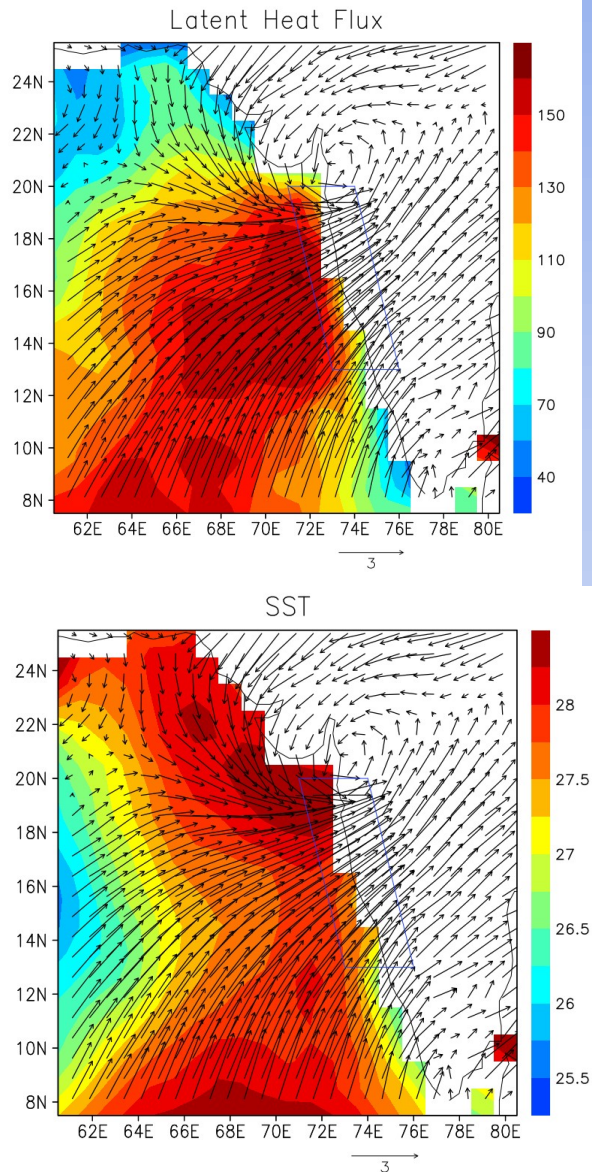 Latent Heat Flux
24N
22N
20N
18N
16N
14N
12N
10N
8N
62E 64E 66E 68E 70E 72E 74E 76E 78E 80E
150
130
110
90
70
40
3
SST
24N
22N
20N
18N
16N
14N
12N
10N
8N
62E 64E 66E 68E 70E 72E 74E 76E 78E 80E
28
27.5
27
26.5
26
25.5
3